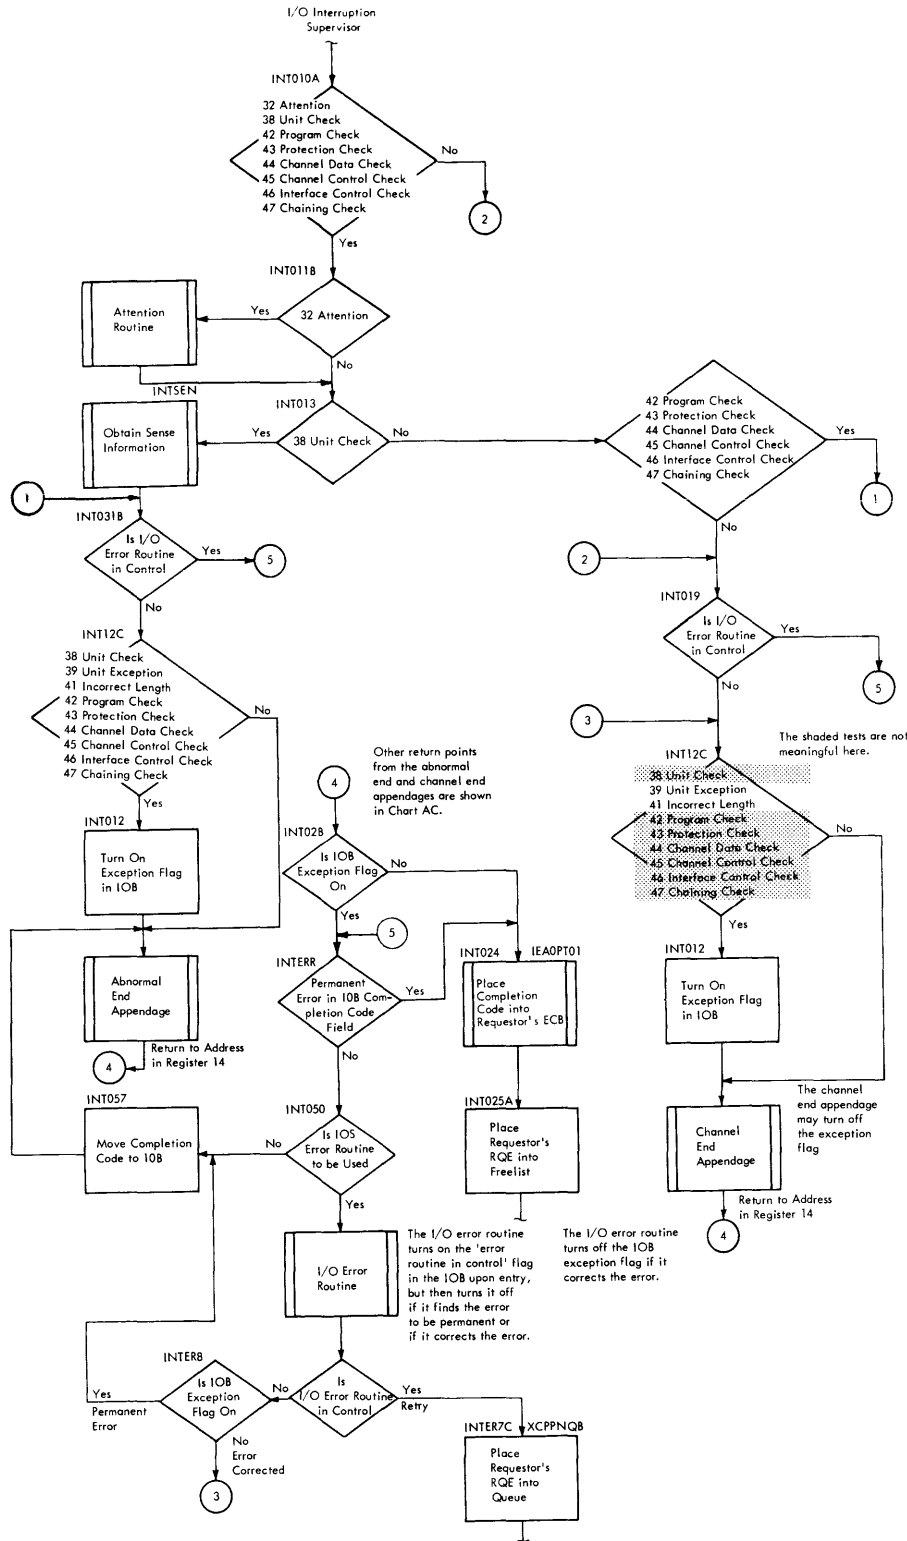 I/O Interruption
Supervisor
INT010A
32 Attention
38 Unit Check
42 Program Check
43 Protection Check
44 Channel Data Check
45 Channel Control Check
46 Interface Control Check
47 Chaining Check
No
2
Yes
INT011B
32 Attention
Yes
Attention
Routine
No
INTSEN
INT013
38 Unit Check
Yes
No
Obtain Sense
Information
42 Program Check
43 Protection Check
44 Channel Data Check
45 Channel Control Check
46 Interface Control Check
47 Chaining Check
Yes
1
No
1
INT031B
Is I/O
Error Routine
in Control
Yes
5
No
2
INT019
Is I/O
Error Routine
in Control
Yes
5
No
3
INT12C
38 Unit Check
39 Unit Exception
41 Incorrect Length
42 Program Check
43 Protection Check
44 Channel Data Check
45 Channel Control Check
46 Interface Control Check
47 Chaining Check
No
Yes
INT012
Turn On
Exception Flag
in IOB
Abnormal
End
Appendage
Return to Address
in Register 14
4
INT057
Move Completion
Code to IOB
Other return points
from the abnormal
end and channel end
appendages are shown
in Chart AC.
4
INT02B
Is IOB
Exception Flag
On
No
Yes
5
INTERR
Permanent
Error in IOB Com-
pletion Code
Field
Yes
No
INT024
IEA0PT01
Place
Completion
Code into
Requestor's ECB
INT025A
Place
Requestor's
RQE into
Freelist
INT050
Is IOS
Error Routine
to be Used
No
Yes
I/O Error
Routine
The I/O error routine
turns on the 'error
routine in control' flag
in the IOB upon entry,
but then turns it off
if it finds the error
to be permanent or
if it corrects the error.
The I/O error routine
turns off the IOB
exception flag if it
corrects the error.
The shaded tests are not
meaningful here.
INT12C
38 Unit Check
39 Unit Exception
41 Incorrect Length
42 Program Check
43 Protection Check
44 Channel Data Check
45 Channel Control Check
46 Interface Control Check
47 Chaining Check
No
Yes
INT012
Turn On
Exception Flag
in IOB
The channel
end appendage
may turn off
the exception
flag
Channel
End
Appendage
Return to Address
in Register 14
4
Is
I/O Error Routine
in Control
No
Yes
Retry
INTER8
Is IOB
Exception
Flag On
Yes
Permanent
Error
No
Error
Corrected
3
INTER7C
XCPPNQB
Place
Requestor's
RQE into
Queue